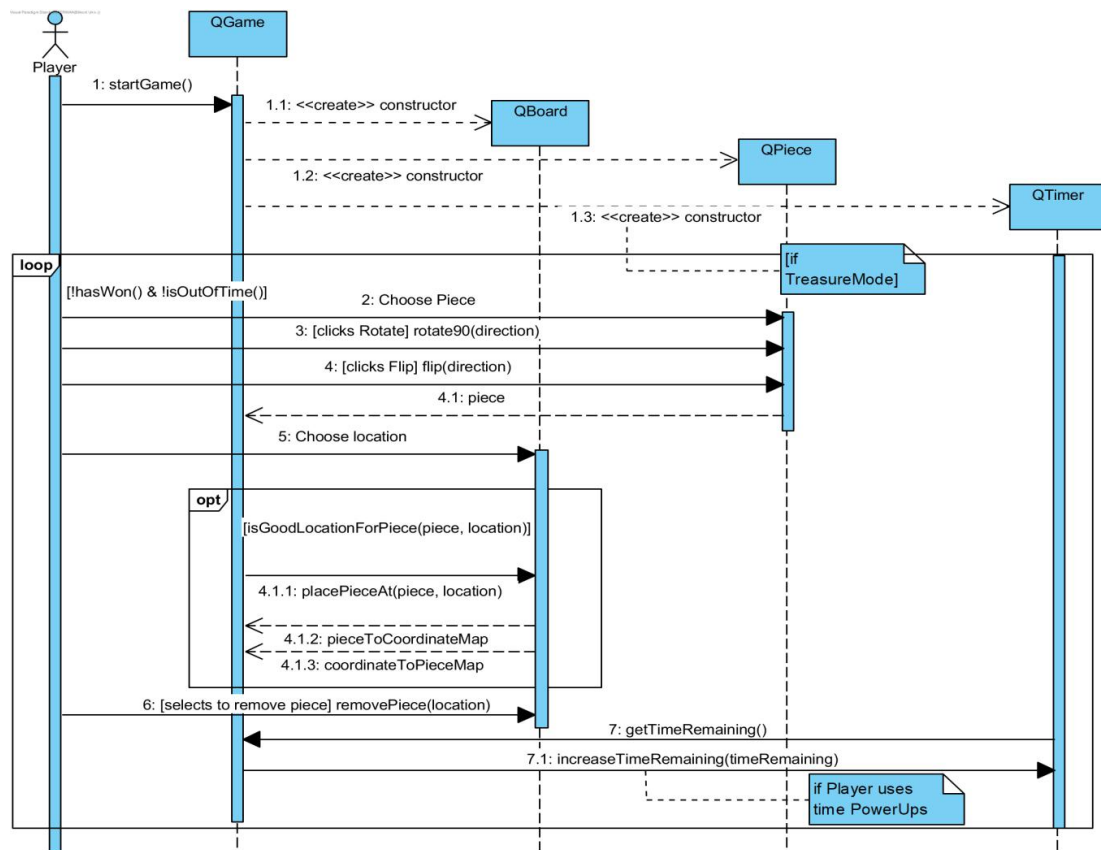 Player
QGame
1: startGame()
1.1: <<create>> constructor
QBoard
QPiece
1.2: <<create>> constructor
QTimer
1.3: <<create>> constructor
loop
[if
TreasureMode]
[!hasWon() & !isOutOfTime()]
2: Choose Piece
3: [clicks Rotate] rotate90(direction)
4: [clicks Flip] flip(direction)
4.1: piece
5: Choose location
opt
[isGoodLocationForPiece(piece, location)]
4.1.1: placePieceAt(piece, location)
4.1.2: pieceToCoordinateMap
4.1.3: coordinateToPieceMap
6: [selects to remove piece] removePiece(location)
7: getTimeRemaining()
7.1: increaseTimeRemaining(timeRemaining)
if Player uses
time PowerUps